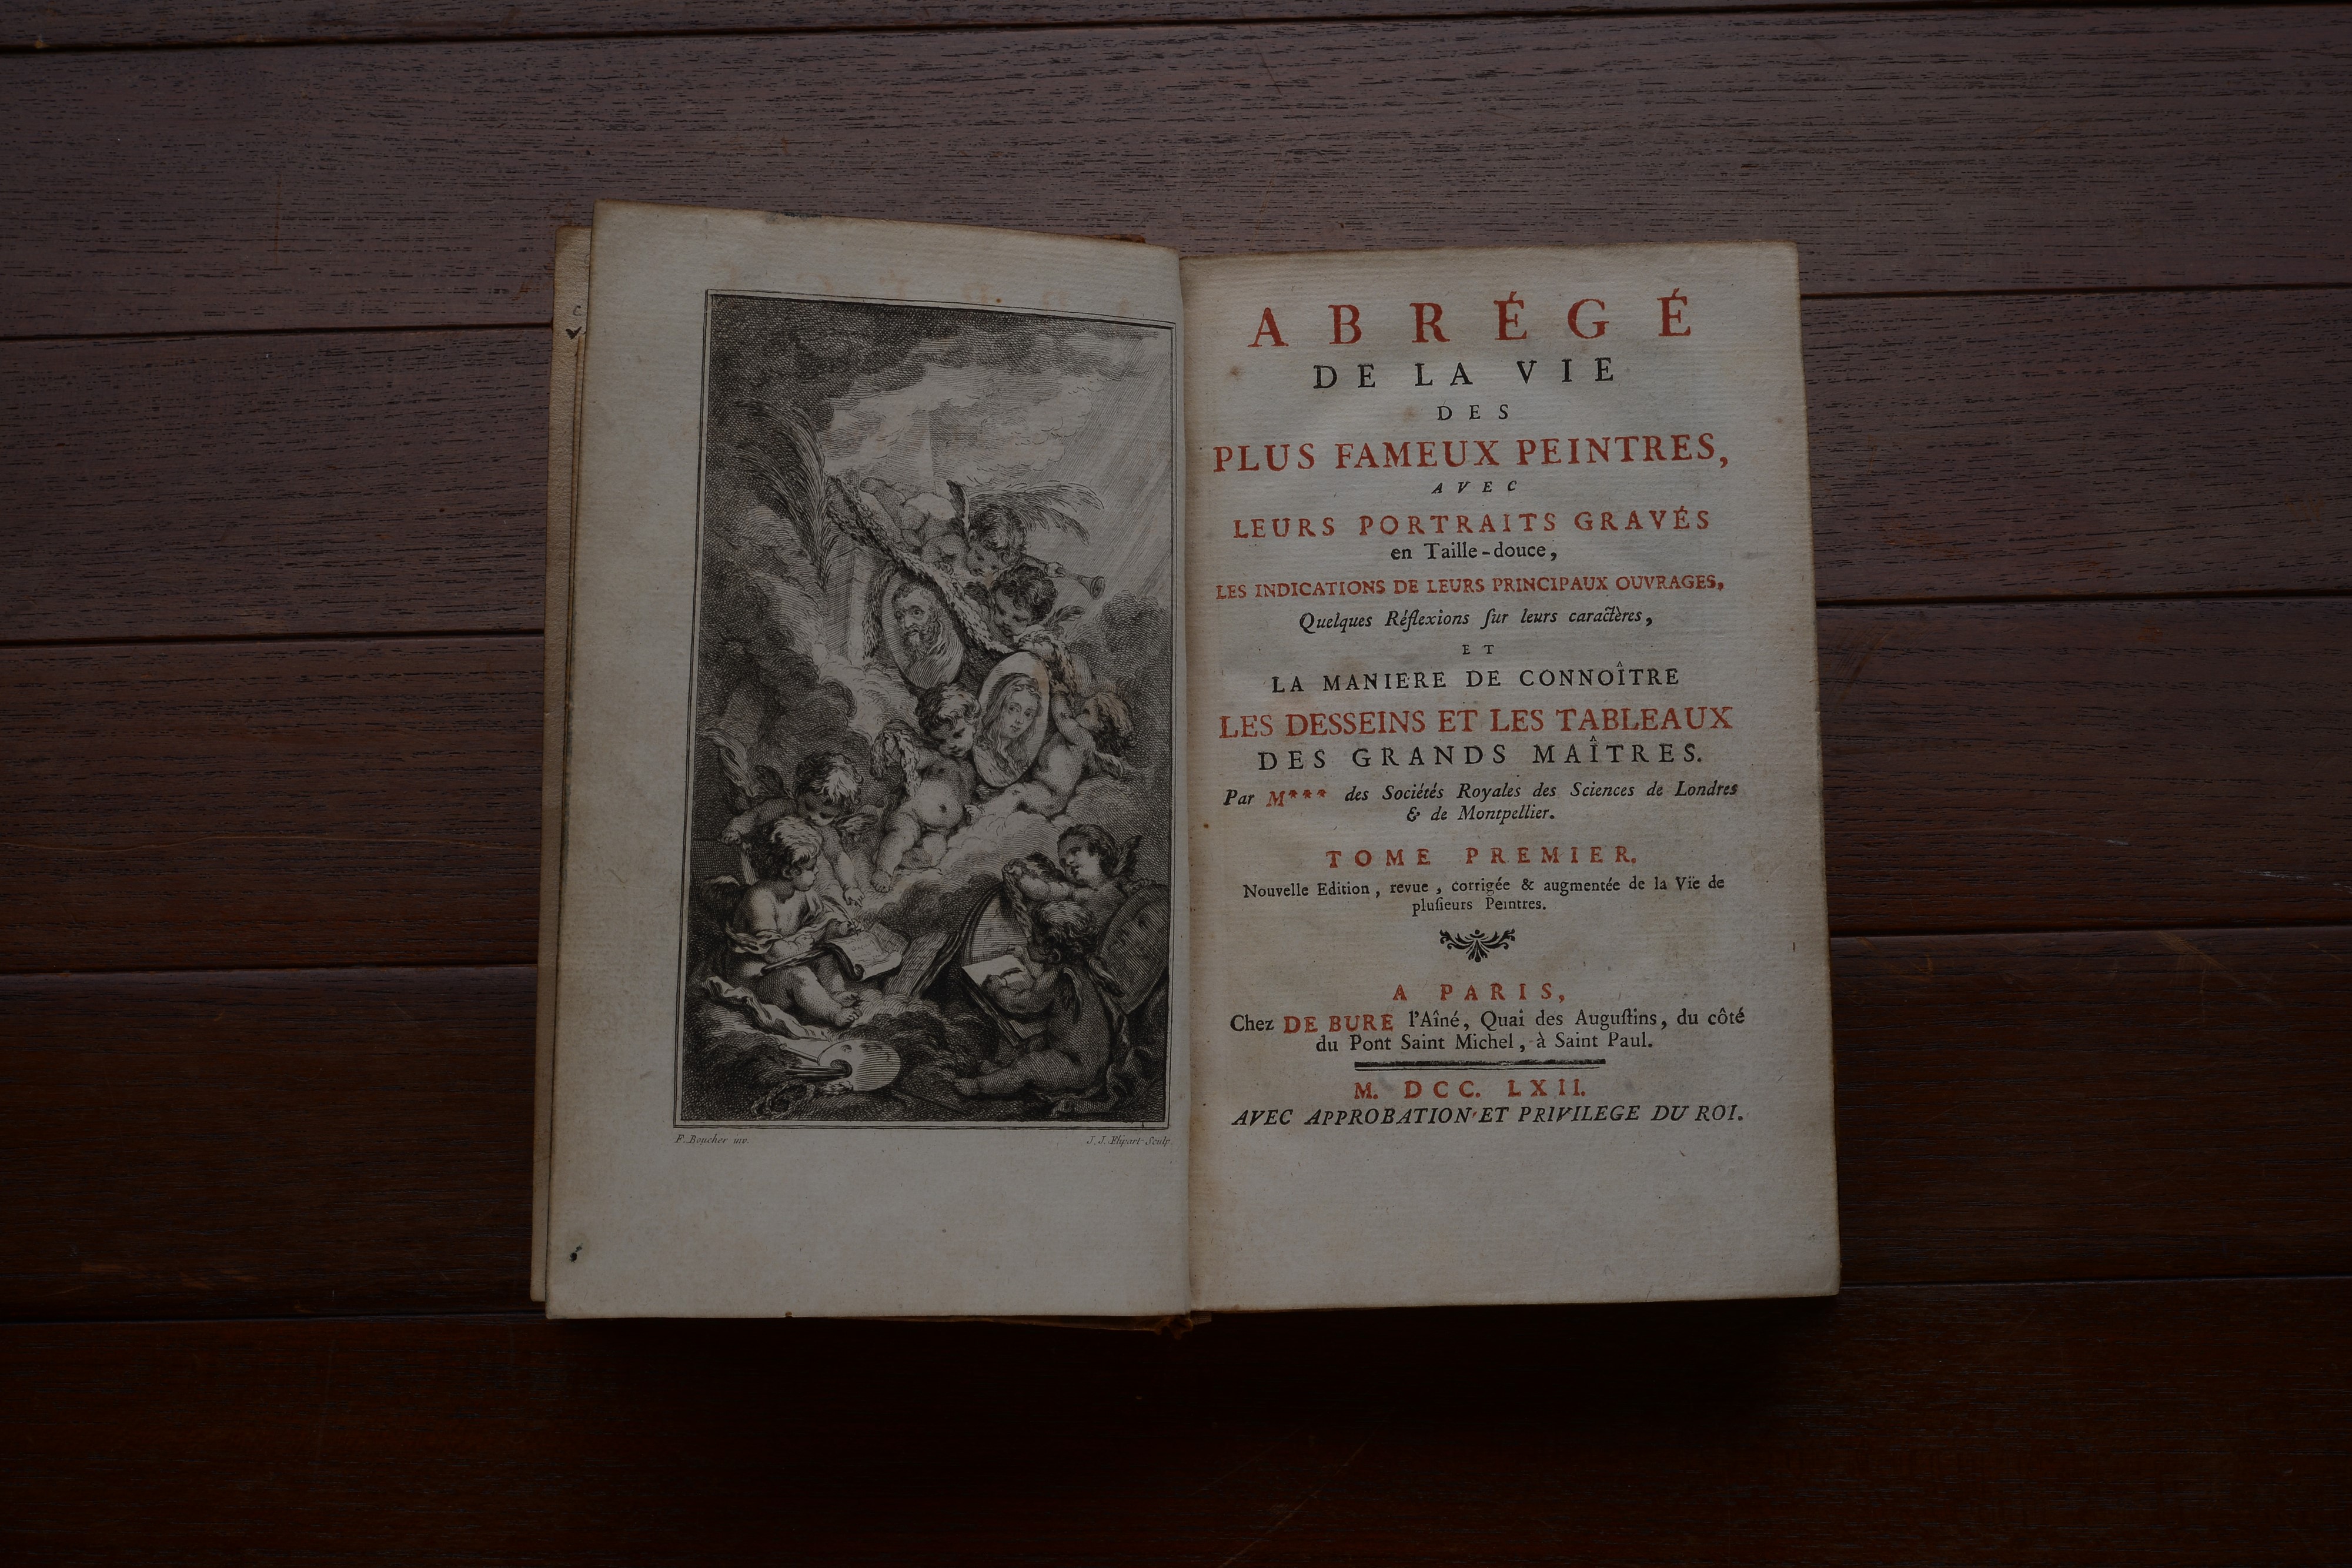 F. Boucher inv.
J. J. Flipart Sculp.
ABRÉGÉ
DE LA VIE
DES
PLUS FAMEUX PEINTRES,
AVEC
LEURS PORTRAITS GRAVÉS
en Taille-douce,
LES INDICATIONS DE LEURS PRINCIPAUX OUVRAGES,
Quelques Réflexions ſur leurs caractères,
ET
LA MANIERE DE CONNOÎTRE
LES DESSEINS ET LES TABLEAUX
DES GRANDS MAÎTRES.
Par M*** des Sociétés Royales des Sciences de Londres
& de Montpellier.
TOME PREMIER.
Nouvelle Edition, revue, corrigée & augmentée de la Vie de
pluſieurs Peintres.
A PARIS,
Chez DE BURE l'Aîné, Quai des Auguſtins, du côté
du Pont Saint Michel, à Saint Paul.
M. DCC. LXII.
AVEC APPROBATION ET PRIVILEGE DU ROI.